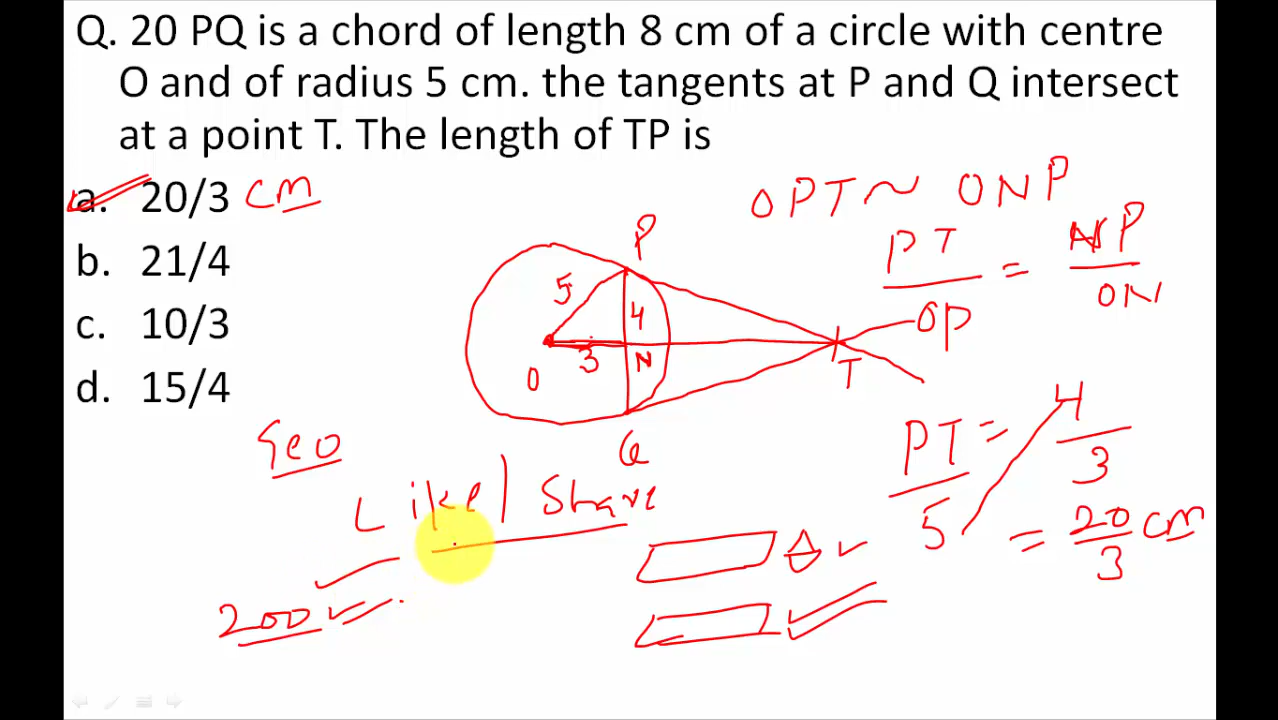 Q. 20 PQ is a chord of length 8 cm of a circle with centre
O and of radius 5 cm. the tangents at P and Q intersect
at a point T. The length of TP is
a. 20/3 cm
b. 21/4
c. 10/3
d. 15/4
OPT ~ ONP
PT/OP = NP/ON
P
5
4
3
N
O
T
Q
PT/5 = 4/3
= 20/3 cm
Geo
Like | Share
200